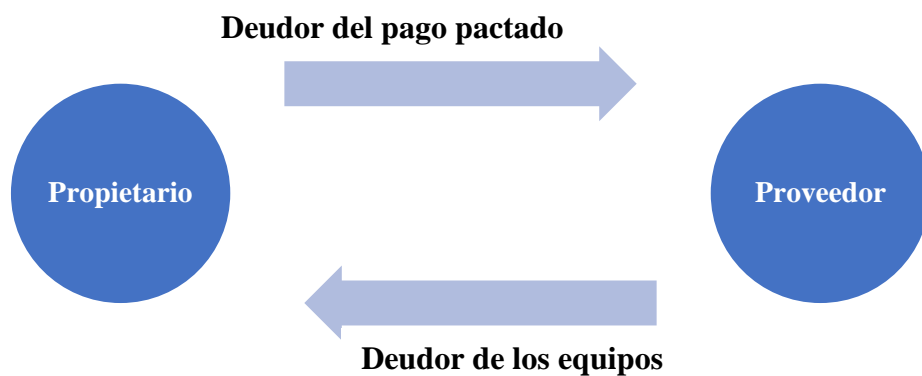 Deudor del pago pactado
Propietario
Proveedor
Deudor de los equipos